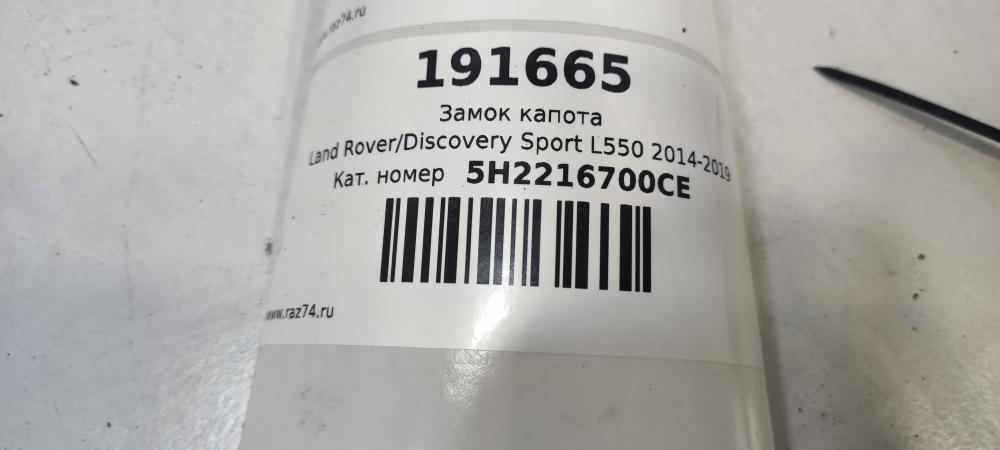 www.raz74.ru
191665
Замок капота
Land Rover/Discovery Sport L550 2014-2019
Кат. номер 5H2216700CE
www.raz74.ru